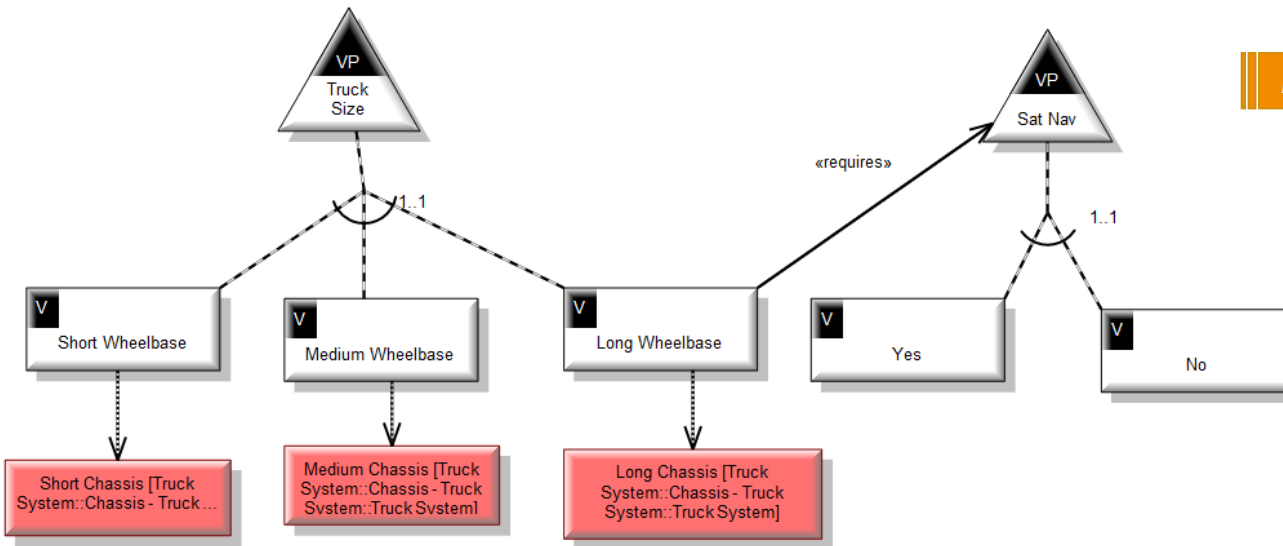 VP
Truck
Size
VP
Sat Nav
«requires»
1..1
1..1
V
Short Wheelbase
V
Medium Wheelbase
V
Long Wheelbase
V
Yes
V
No
Short Chassis [Truck
System::Chassis - Truck ...
Medium Chassis [Truck
System::Chassis - Truck
System::Truck System]
Long Chassis [Truck
System::Chassis - Truck
System::Truck System]